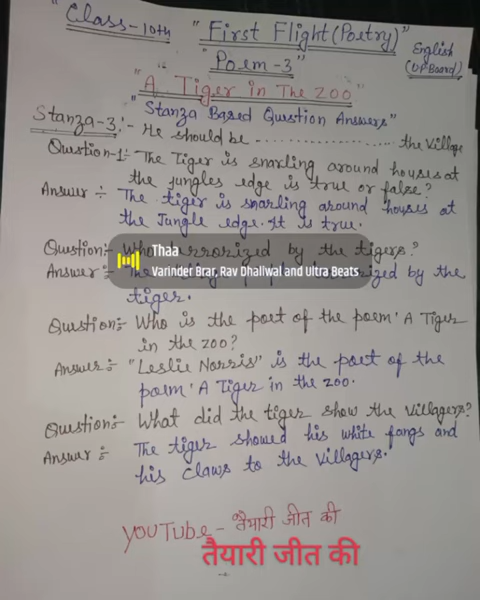 "Class-10th
"First Flight(Poetry)"
English
(UP Board)
"Poem-3"
"A Tiger in The ZOO"
"Stanza Based Question Answers"
Stanza-3:- He should be .................... the Village
Question-1:- The Tiger is snarling around houses at
the jungles edge is true or false?
Answer :- The tiger is snarling around houses at
the Jungle edge. It is true.
Question:- Who terrorized by the tigers?
Thaa
Varinder Brar, Rav Dhaliwal and Ultra Beats
Answer:- The by the
tiger.
Question:- Who is the poet of the poem 'A Tiger
in the zoo?
Answer:- "Leslie Norris" is the poet of the
poem 'A Tiger in the zoo.
Question:- What did the tiger show the villagers?
Answer :- The tiger showed his white fangs and
his claws to the villagers.
YouTube - तैयारी जीत की
तैयारी जीत की